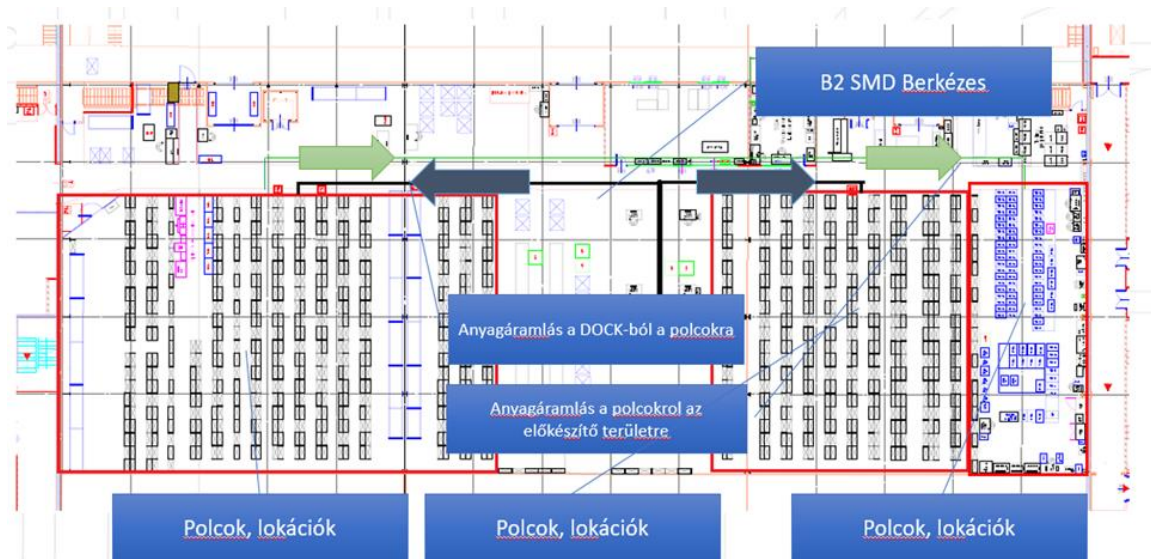 B2 SMD Berkézes
Anyagáramlás a DOCK-ból a polcokra
Anyagáramlás a polcokrol az
előkészítő területre
Polcok, lokációk
Polcok, lokációk
Polcok, lokációk